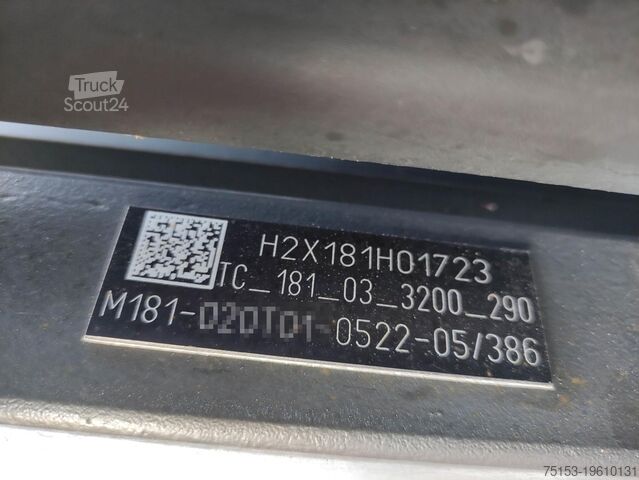 Truck
Scout24
H2X181H01723
TC_181_03_3200_290
M181-020T01-0522-05/386
75153-19610131